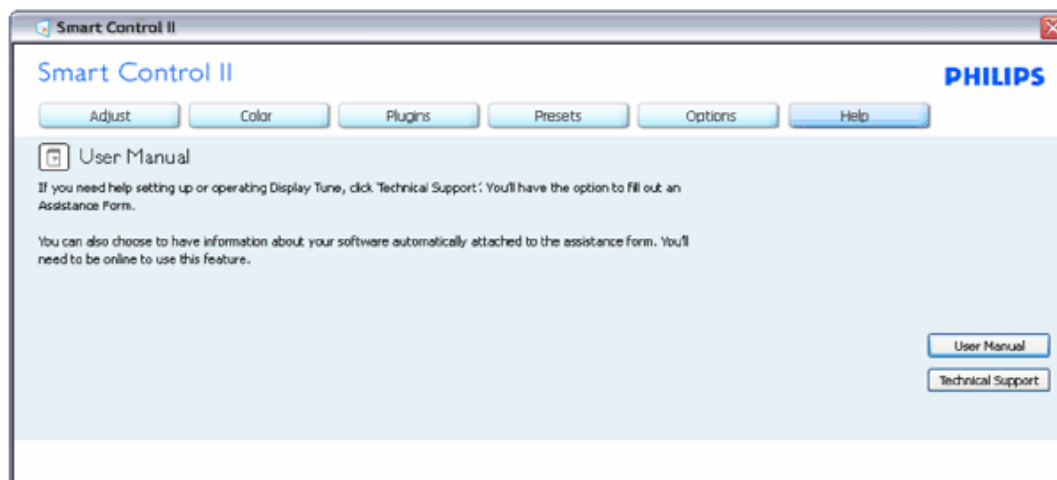 Smart Control II
Smart Control II
PHILIPS
Adjust Color Plugins Presets Options Help
User Manual
If you need help setting up or operating Display Tune, click 'Technical Support'. You'll have the option to fill out an
Assistance Form.
You can also choose to have information about your software automatically attached to the assistance form. You'll
need to be online to use this feature.
User Manual
Technical Support